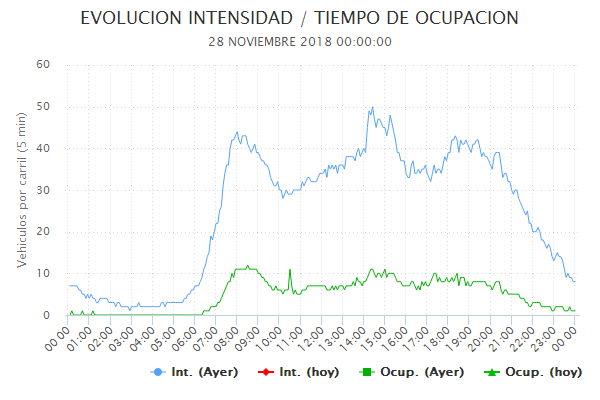 EVOLUCION INTENSIDAD / TIEMPO DE OCUPACION
28 NOVIEMBRE 2018 00:00:00
Vehiculos por carril (5 min)
60
50
40
30
20
10
0
00:00 01:00 02:00 03:00 04:00 05:00 06:00 07:00 08:00 09:00 10:00 11:00 12:00 13:00 14:00 15:00 16:00 17:00 18:00 19:00 20:00 21:00 22:00 23:00 00:00
Int. (Ayer) Int. (hoy) Ocup. (Ayer) Ocup. (hoy)